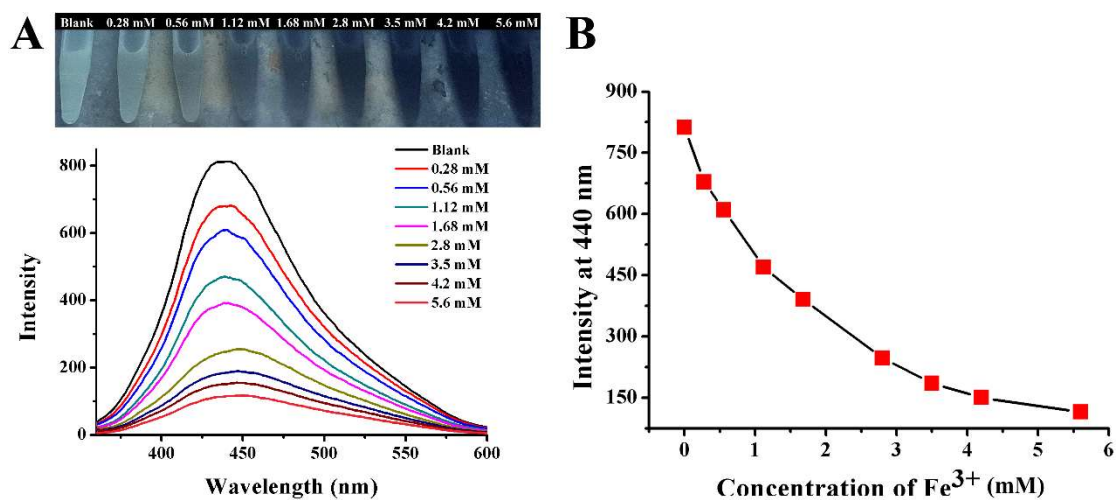 A
Blank 0.28 mM 0.56 mM 1.12 mM 1.68 mM 2.8 mM 3.5 mM 4.2 mM 5.6 mM
800
600
400
200
0
Intensity
Blank
0.28 mM
0.56 mM
1.12 mM
1.68 mM
2.8 mM
3.5 mM
4.2 mM
5.6 mM
400 450 500 550 600
Wavelength (nm)
B
900
750
600
450
300
150
Intensity at 440 nm
0 1 2 3 4 5 6
Concentration of Fe³⁺ (mM)